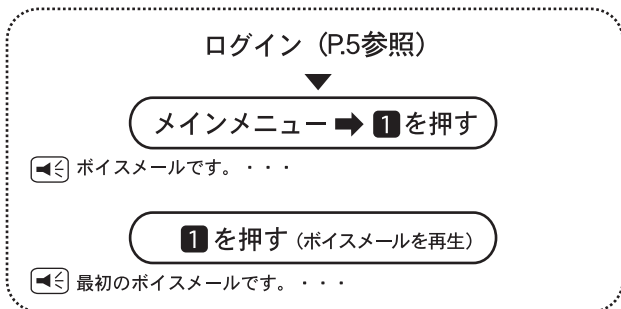 ログイン（P.5参照）
メインメニュー ➡ 1 を押す
ボイスメールです。・・・
1 を押す（ボイスメールを再生）
最初のボイスメールです。・・・